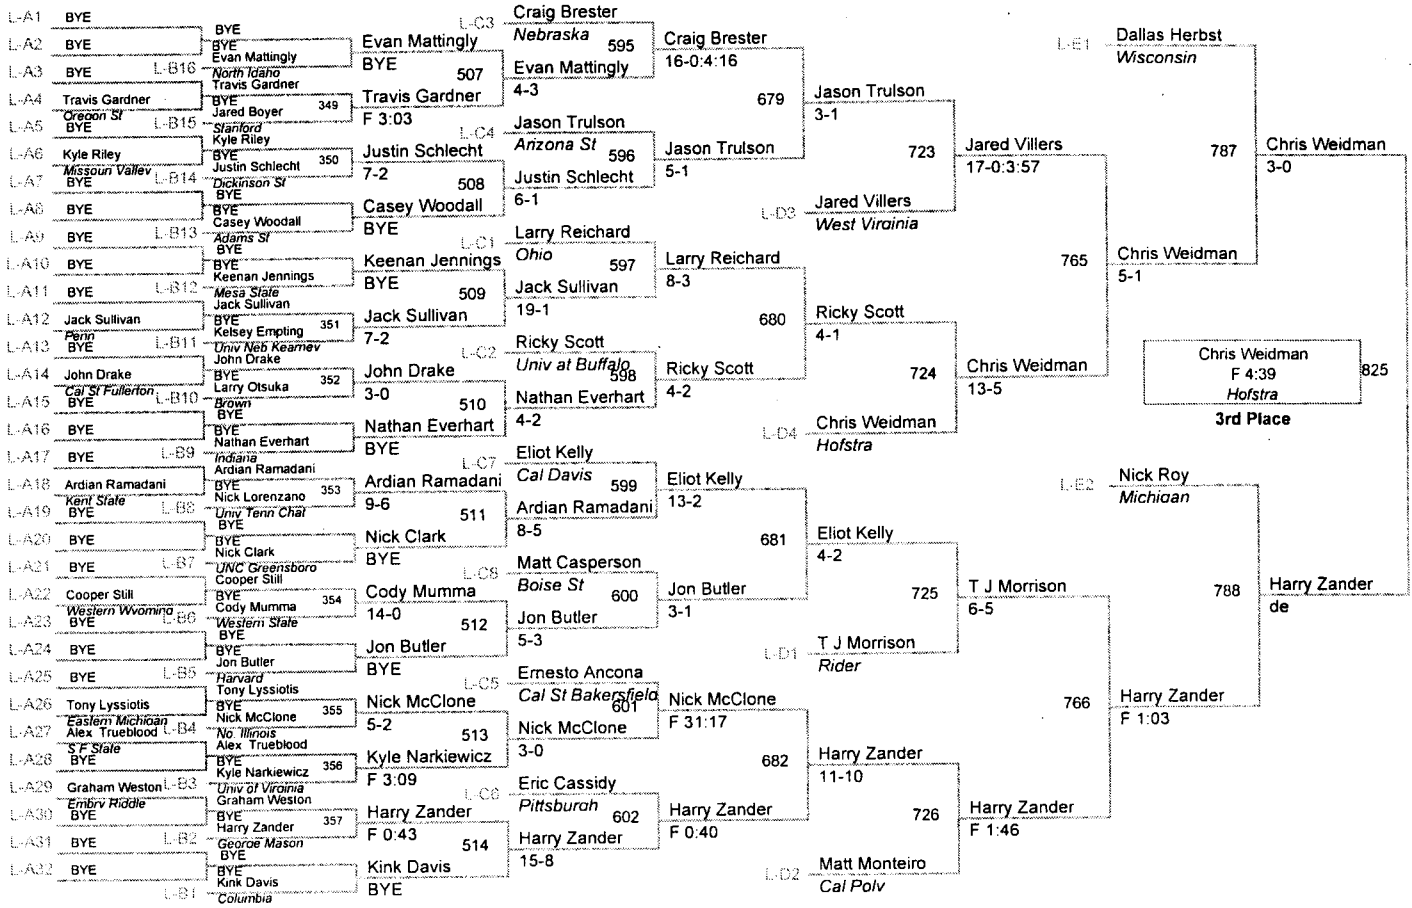 L-A1
BYE
L-A2
BYE
L-A3
BYE
L-A4
Travis Gardner
Oregon St
L-A5
BYE
L-A6
Kyle Riley
Missouri Valley
L-A7
BYE
L-A8
BYE
L-A9
BYE
L-A10
BYE
L-A11
BYE
L-A12
Jack Sullivan
Penn
L-A13
BYE
L-A14
John Drake
Cal St Fullerton
L-A15
BYE
L-A16
BYE
L-A17
BYE
L-A18
Ardian Ramadani
Kent State
L-A19
BYE
L-A20
BYE
L-A21
BYE
L-A22
Cooper Still
Western Wyoming
L-A23
BYE
L-A24
BYE
L-A25
BYE
L-A26
Tony Lyssiotis
Eastern Michigan
L-A27
Alex Trueblood
S F State
L-A28
BYE
L-A29
Graham Weston
Embry Riddle
L-A30
BYE
L-A31
BYE
L-A32
BYE
BYE
BYE
L-B16
Evan Mattingly
North Idaho
Travis Gardner
BYE
349
L-B15
Jared Boyer
Stanford
Kyle Riley
BYE
350
L-B14
Justin Schlecht
Dickinson St
BYE
BYE
L-B13
Casey Woodall
Adams St
BYE
BYE
L-B12
Keenan Jennings
Mesa State
Jack Sullivan
BYE
351
L-B11
Kelsey Empting
Univ Neb Kearney
John Drake
BYE
352
L-B10
Larry Otsuka
Brown
BYE
BYE
L-B9
Nathan Everhart
Indiana
Ardian Ramadani
BYE
353
L-B8
Nick Lorenzano
Univ Tenn Chat
BYE
BYE
L-B7
Nick Clark
UNC Greensboro
Cooper Still
BYE
354
L-B6
Cody Mumma
Western State
BYE
BYE
L-B5
Jon Butler
Harvard
Tony Lyssiotis
BYE
355
L-B4
Nick McClone
No. Illinois
Alex Trueblood
BYE
356
L-B3
Kyle Narkiewicz
Univ of Virginia
Graham Weston
BYE
357
L-B2
Harry Zander
George Mason
BYE
BYE
L-B1
Kink Davis
Columbia
Evan Mattingly
BYE
507
Travis Gardner
F 3:03
Justin Schlecht
7-2
508
Casey Woodall
BYE
Keenan Jennings
BYE
509
Jack Sullivan
7-2
John Drake
3-0
510
Nathan Everhart
BYE
Ardian Ramadani
9-6
511
Nick Clark
BYE
Cody Mumma
14-0
512
Jon Butler
BYE
Nick McClone
5-2
513
Kyle Narkiewicz
F 3:09
Harry Zander
F 0:43
514
Kink Davis
BYE
L-C3
Craig Brester
Nebraska
595
Evan Mattingly
4-3
L-C4
Jason Trulson
Arizona St
596
Justin Schlecht
6-1
L-C1
Larry Reichard
Ohio
597
Jack Sullivan
19-1
L-C2
Ricky Scott
Univ at Buffalo
598
Nathan Everhart
4-2
L-C7
Eliot Kelly
Cal Davis
599
Ardian Ramadani
8-5
L-C8
Matt Casperson
Boise St
600
Jon Butler
5-3
L-C5
Ernesto Ancona
Cal St Bakersfield
601
Nick McClone
3-0
L-C6
Eric Cassidy
Pittsburgh
602
Harry Zander
15-8
Craig Brester
16-0:4:16
679
Jason Trulson
5-1
Larry Reichard
8-3
680
Ricky Scott
4-2
Eliot Kelly
13-2
681
Jon Butler
3-1
Nick McClone
F 31:17
682
Harry Zander
F 0:40
Jason Trulson
3-1
723
L-D3
Jared Villers
West Virginia
Ricky Scott
4-1
724
L-D4
Chris Weidman
Hofstra
Eliot Kelly
4-2
725
L-D1
T J Morrison
Rider
Harry Zander
11-10
726
L-D2
Matt Monteiro
Cal Poly
Jared Villers
17-0:3:57
765
Chris Weidman
13-5
T J Morrison
6-5
766
Harry Zander
F 1:46
L-E1
Dallas Herbst
Wisconsin
787
Chris Weidman
5-1
L-E2
Nick Roy
Michigan
788
Harry Zander
F 1:03
Chris Weidman
3-0
Chris Weidman
F 4:39
Hofstra
825
3rd Place
Harry Zander
de